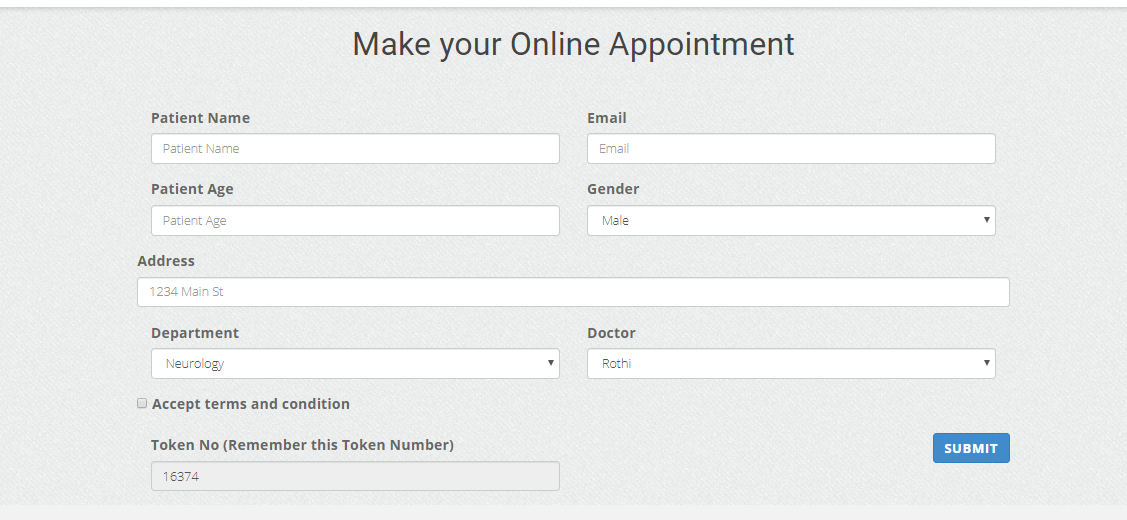 Make your Online Appointment
Patient Name Email
Patient Name Email
Patient Age Gender
Patient Age Male
Address
1234 Main St
Department Doctor
Neurology Rothi
Accept terms and condition
Token No (Remember this Token Number)
SUBMIT
16374